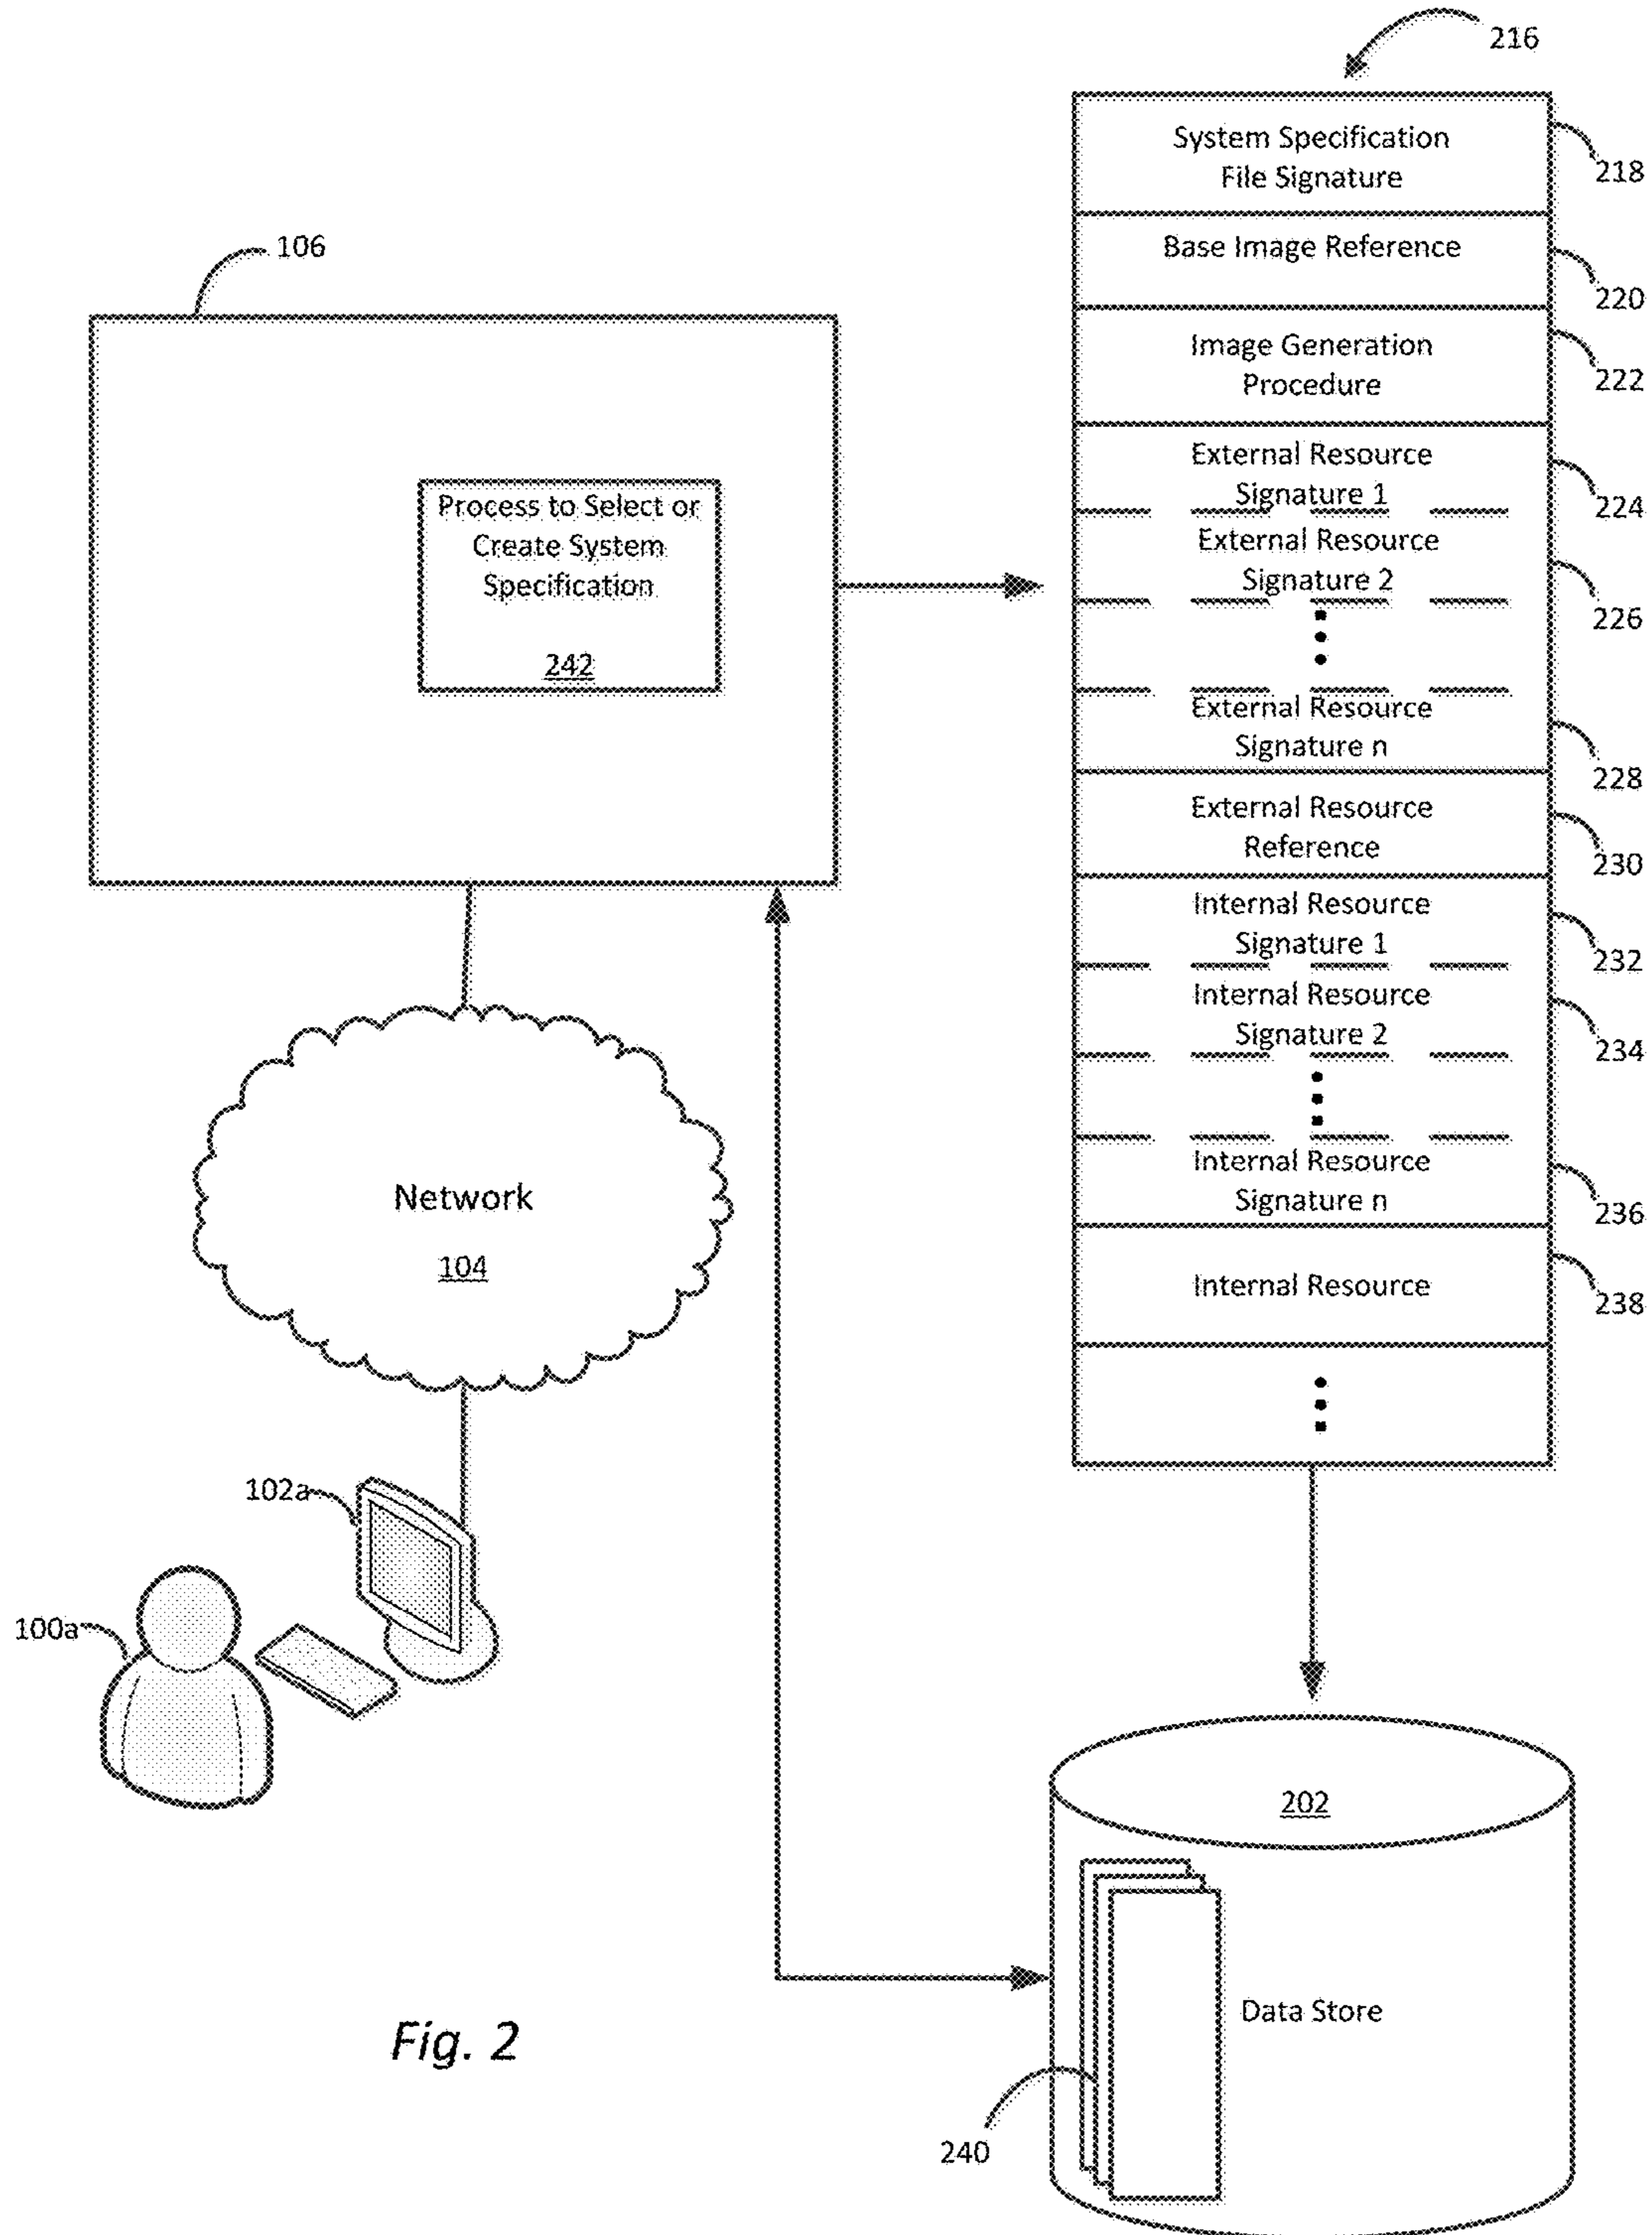 216
System Specification
File Signature
218
Base Image Reference
220
106
Image Generation
Procedure
222
External Resource
Signature 1
224
Process to Select or
Create System
Specification
242
External Resource
Signature 2
226
External Resource
Signature n
228
External Resource
Reference
230
Internal Resource
Signature 1
232
Internal Resource
Signature 2
234
Internal Resource
Signature n
236
Internal Resource
238
Network
104
102a
100a
202
Data Store
240
Fig. 2